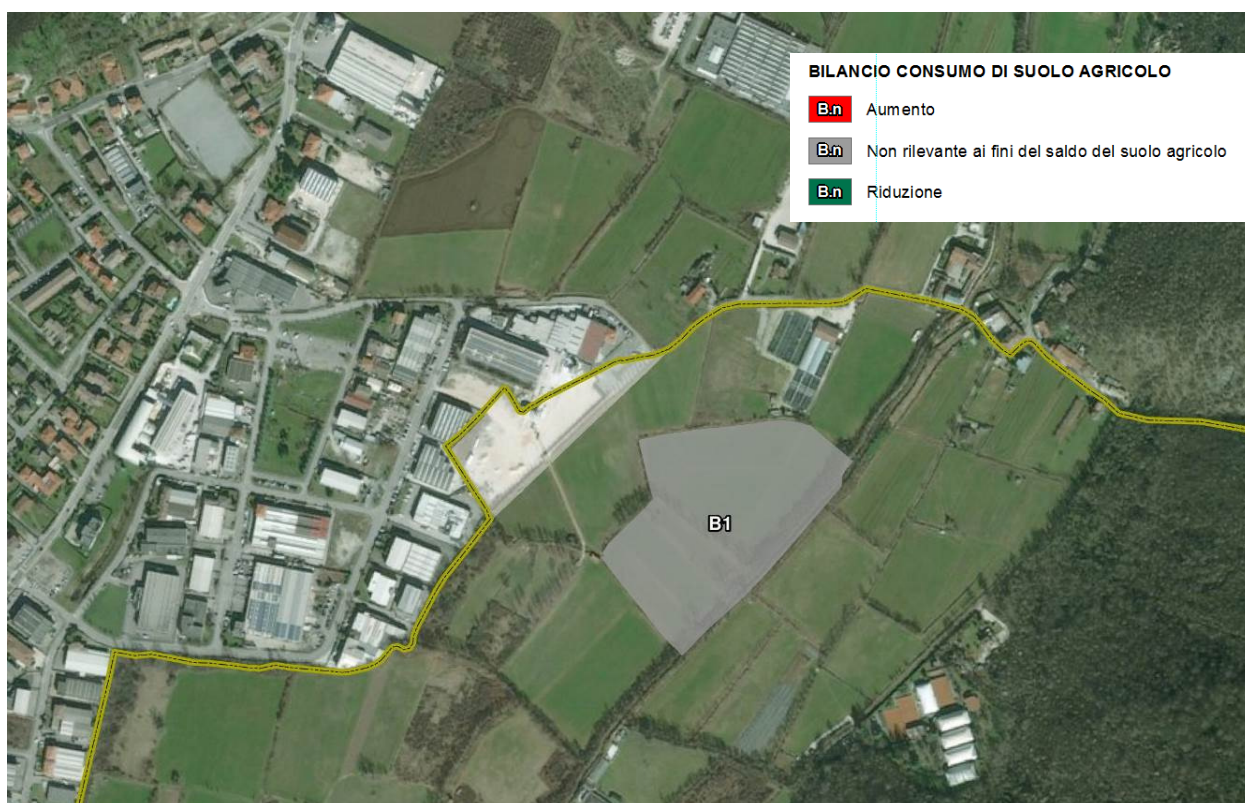 BILANCIO CONSUMO DI SUOLO AGRICOLO
B.n Aumento
B.n Non rilevante ai fini del saldo del suolo agricolo
B.n Riduzione
B1